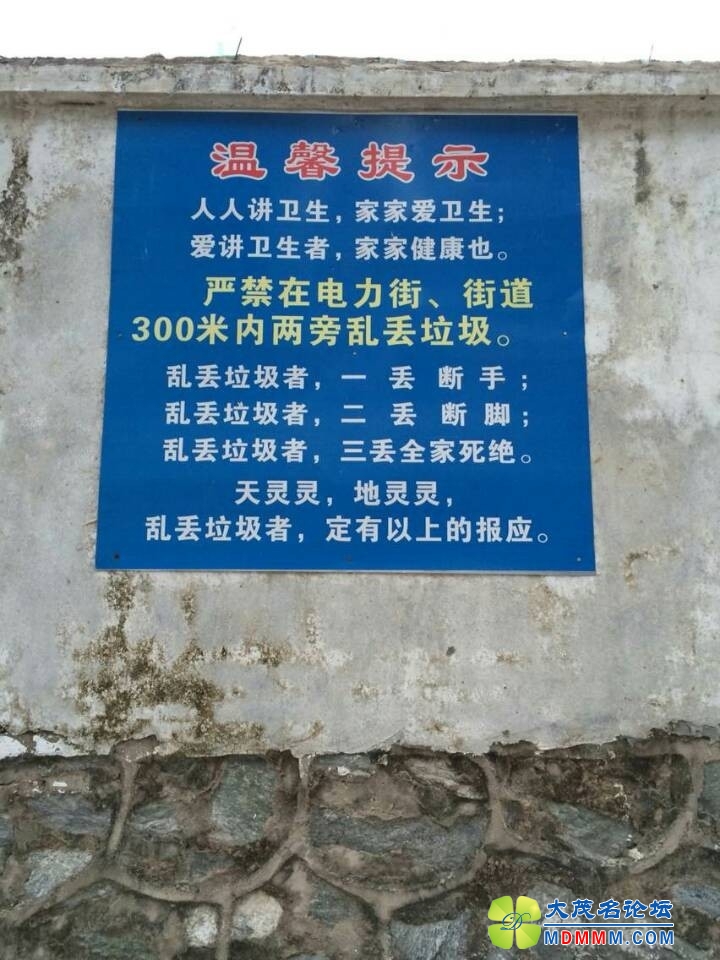 温馨提示
人人讲卫生，家家爱卫生；
爱讲卫生者，家家健康也。
严禁在电力街、街道
300米内两旁乱丢垃圾。
乱丢垃圾者，一 丢 断 手；
乱丢垃圾者，二 丢 断 脚；
乱丢垃圾者，三丢全家死绝。
天灵灵，地灵灵，
乱丢垃圾者，定有以上的报应。
大茂名论坛
MDMMM.COM